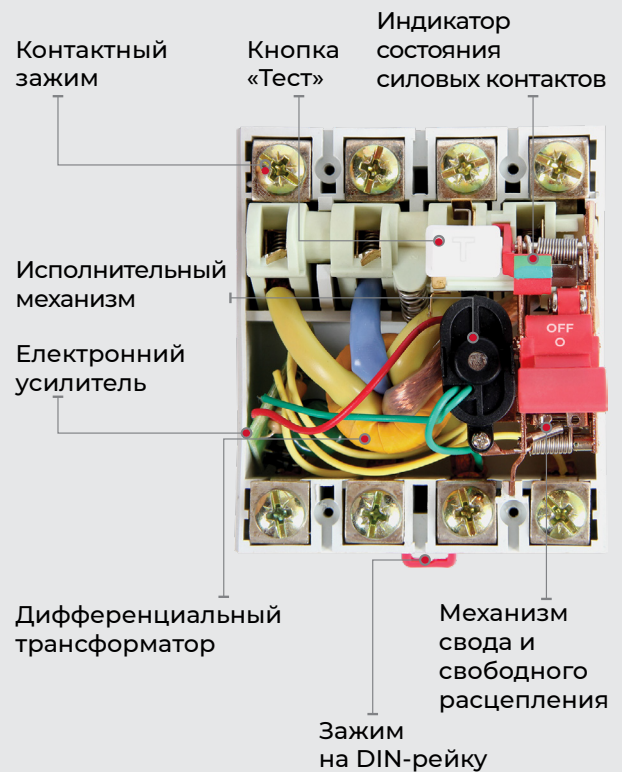 Контактный
зажим
Кнопка
«Тест»
Индикатор
состояния
силовых контактов
T
Исполнительный
механизм
OFF
O
Електронний
усилитель
Дифференциальный
трансформатор
Механизм
свода и
свободного
расцепления
Зажим
на DIN-рейку